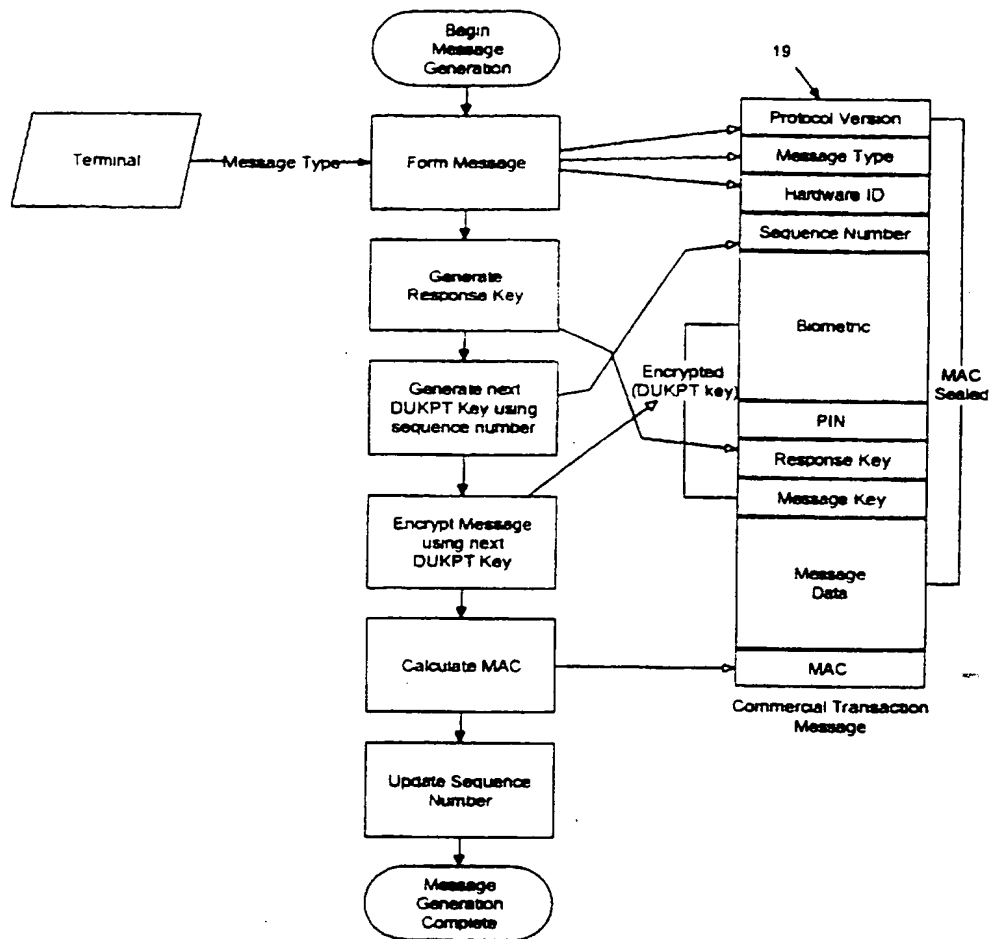 Begin
Message
Generation
19
Terminal
Message Type
Form Message
Protocol Version
Message Type
Hardware ID
Sequence Number
Generate
Response Key
Biometric
Generate next
DUKPT Key using
sequence number
Encrypted
(DUKPT key)
MAC
Sealed
PIN
Response Key
Message Key
Encrypt Message
using next
DUKPT Key
Message
Data
Calculate MAC
MAC
Commercial Transaction
Message
Update Sequence
Number
Message
Generation
Complete